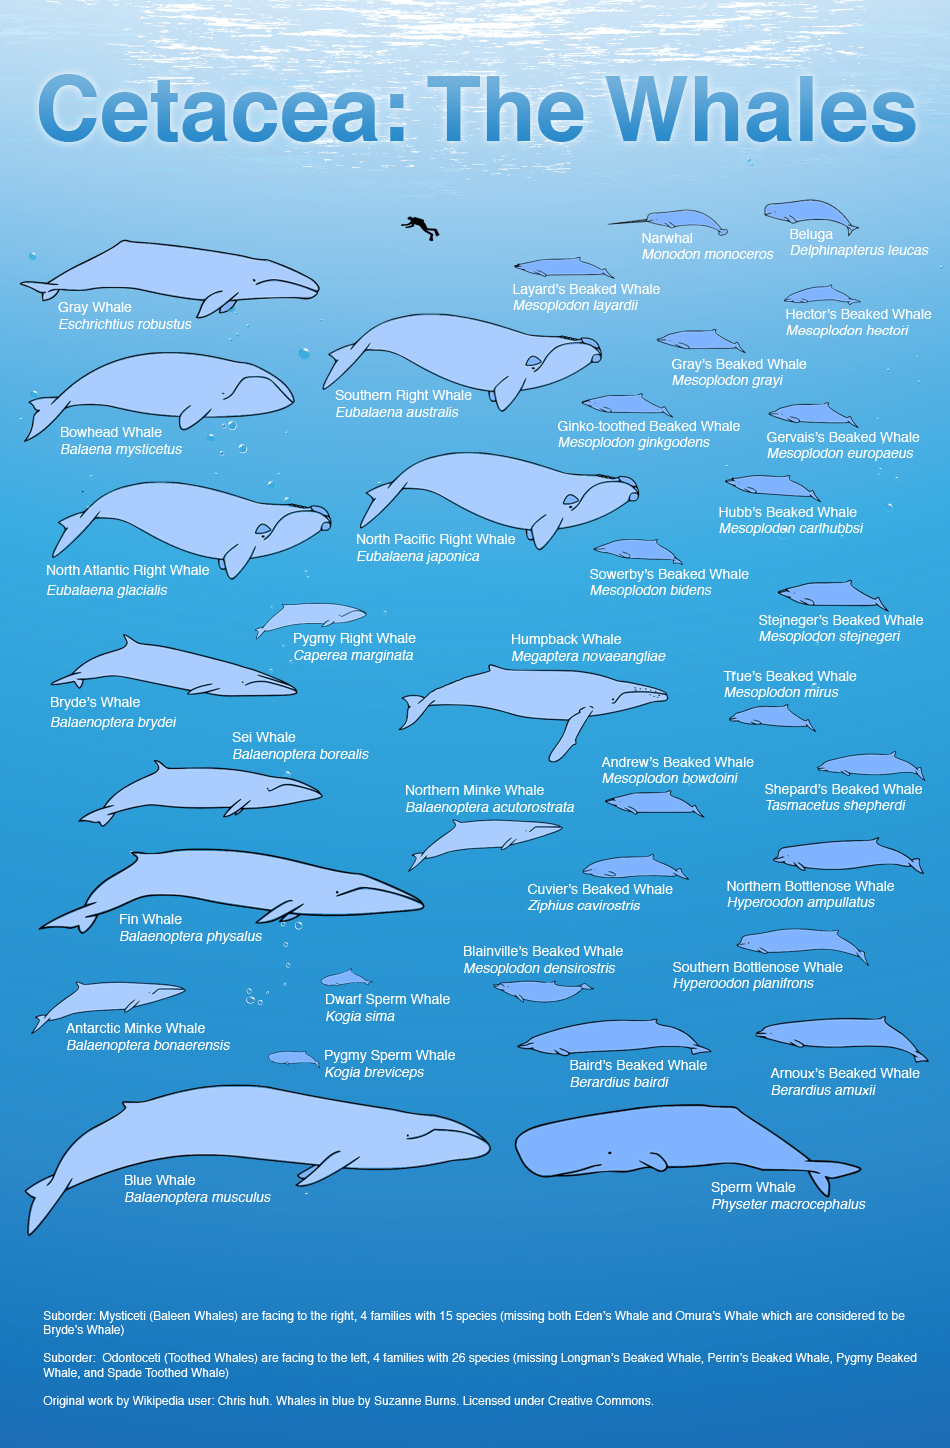 Cetacea: The Whales
Narwhal
Monodon monoceros
Beluga
Delphinapterus leucas
Gray Whale
Eschrichtius robustus
Layard's Beaked Whale
Mesoplodon layardii
Hector's Beaked Whale
Mesoplodon hectori
Southern Right Whale
Eubalaena australis
Gray's Beaked Whale
Mesoplodon grayi
Bowhead Whale
Balaena mysticetus
Ginko-toothed Beaked Whale
Mesoplodon ginkgodens
Gervais's Beaked Whale
Mesoplodon europaeus
North Pacific Right Whale
Eubalaena japonica
Hubb's Beaked Whale
Mesoplodon carlhubbsi
North Atlantic Right Whale
Eubalaena glacialis
Sowerby's Beaked Whale
Mesoplodon bidens
Stejneger's Beaked Whale
Mesoplodon stejnegeri
Pygmy Right Whale
Caperea marginata
Humpback Whale
Megaptera novaeangliae
Bryde's Whale
Balaenoptera brydei
True's Beaked Whale
Mesoplodon mirus
Sei Whale
Balaenoptera borealis
Andrew's Beaked Whale
Mesoplodon bowdoini
Shepard's Beaked Whale
Tasmacetus shepherdi
Northern Minke Whale
Balaenoptera acutorostrata
Cuvier's Beaked Whale
Ziphius cavirostris
Northern Bottlenose Whale
Hyperoodon ampullatus
Fin Whale
Balaenoptera physalus
Blainville's Beaked Whale
Mesoplodon densirostris
Southern Bottlenose Whale
Hyperoodon planifrons
Dwarf Sperm Whale
Kogia sima
Antarctic Minke Whale
Balaenoptera bonaerensis
Pygmy Sperm Whale
Kogia breviceps
Baird's Beaked Whale
Berardius bairdi
Arnoux's Beaked Whale
Berardius amuxii
Blue Whale
Balaenoptera musculus
Sperm Whale
Physeter macrocephalus
Suborder: Mysticeti (Baleen Whales) are facing to the right, 4 families with 15 species (missing both Eden's Whale and Omura's Whale which are considered to be
Bryde's Whale)
Suborder: Odontoceti (Toothed Whales) are facing to the left, 4 families with 26 species (missing Longman's Beaked Whale, Perrin's Beaked Whale, Pygmy Beaked
Whale, and Spade Toothed Whale)
Original work by Wikipedia user: Chris huh. Whales in blue by Suzanne Burns. Licensed under Creative Commons.